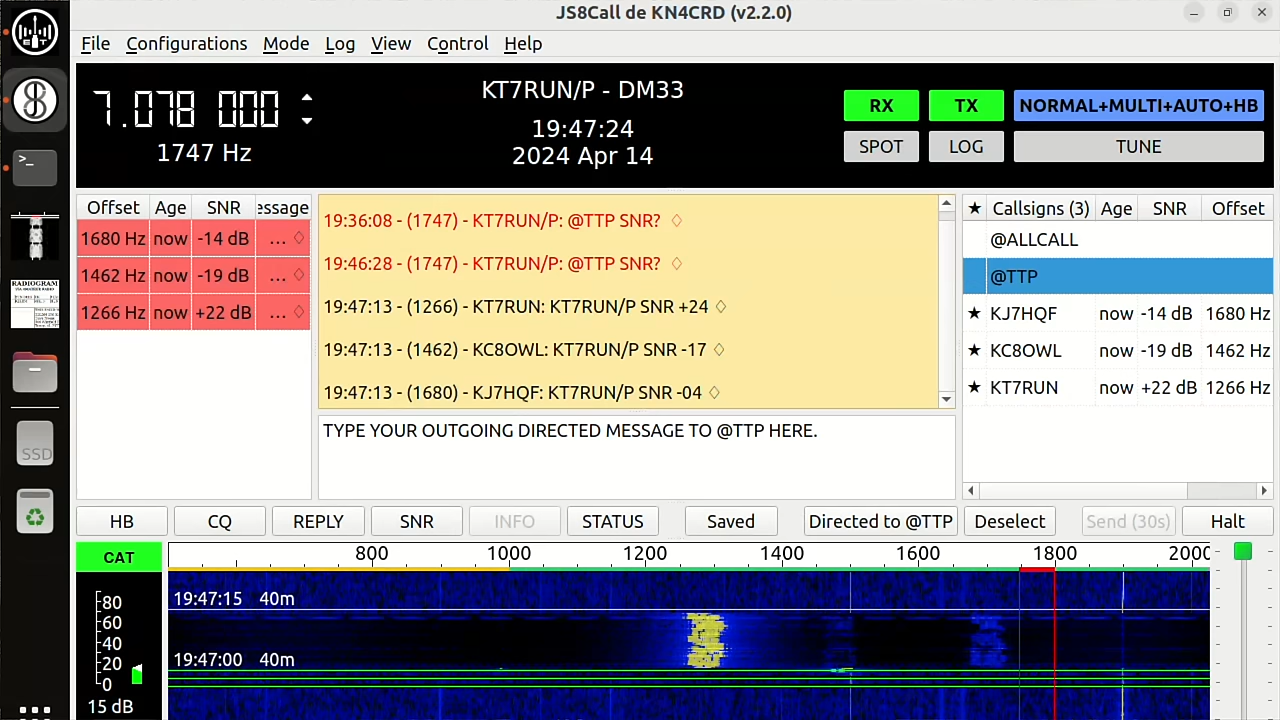 JS8Call de KN4CRD (v2.2.0)
File Configurations Mode Log View Control Help
7.078 000
1747 Hz
KT7RUN/P - DM33
19:47:24
2024 Apr 14
RX TX NORMAL+MULTI+AUTO+HB
SPOT LOG TUNE
Offset Age SNR essage
1680 Hz now -14 dB ... ♢
1462 Hz now -19 dB ... ♢
1266 Hz now +22 dB ... ♢
19:36:08 - (1747) - KT7RUN/P: @TTP SNR? ♢
19:46:28 - (1747) - KT7RUN/P: @TTP SNR? ♢
19:47:13 - (1266) - KT7RUN: KT7RUN/P SNR +24 ♢
19:47:13 - (1462) - KC8OWL: KT7RUN/P SNR -17 ♢
19:47:13 - (1680) - KJ7HQF: KT7RUN/P SNR -04 ♢
TYPE YOUR OUTGOING DIRECTED MESSAGE TO @TTP HERE.
★ Callsigns (3) Age SNR Offset
@ALLCALL
@TTP
★ KJ7HQF now -14 dB 1680 Hz
★ KC8OWL now -19 dB 1462 Hz
★ KT7RUN now +22 dB 1266 Hz
HB CQ REPLY SNR INFO STATUS Saved Directed to @TTP Deselect Send (30s) Halt
CAT
800 1000 1200 1400 1600 1800 2000
19:47:15 40m
19:47:00 40m
80
60
40
20
0
15 dB
RADIOGRAM
SSD